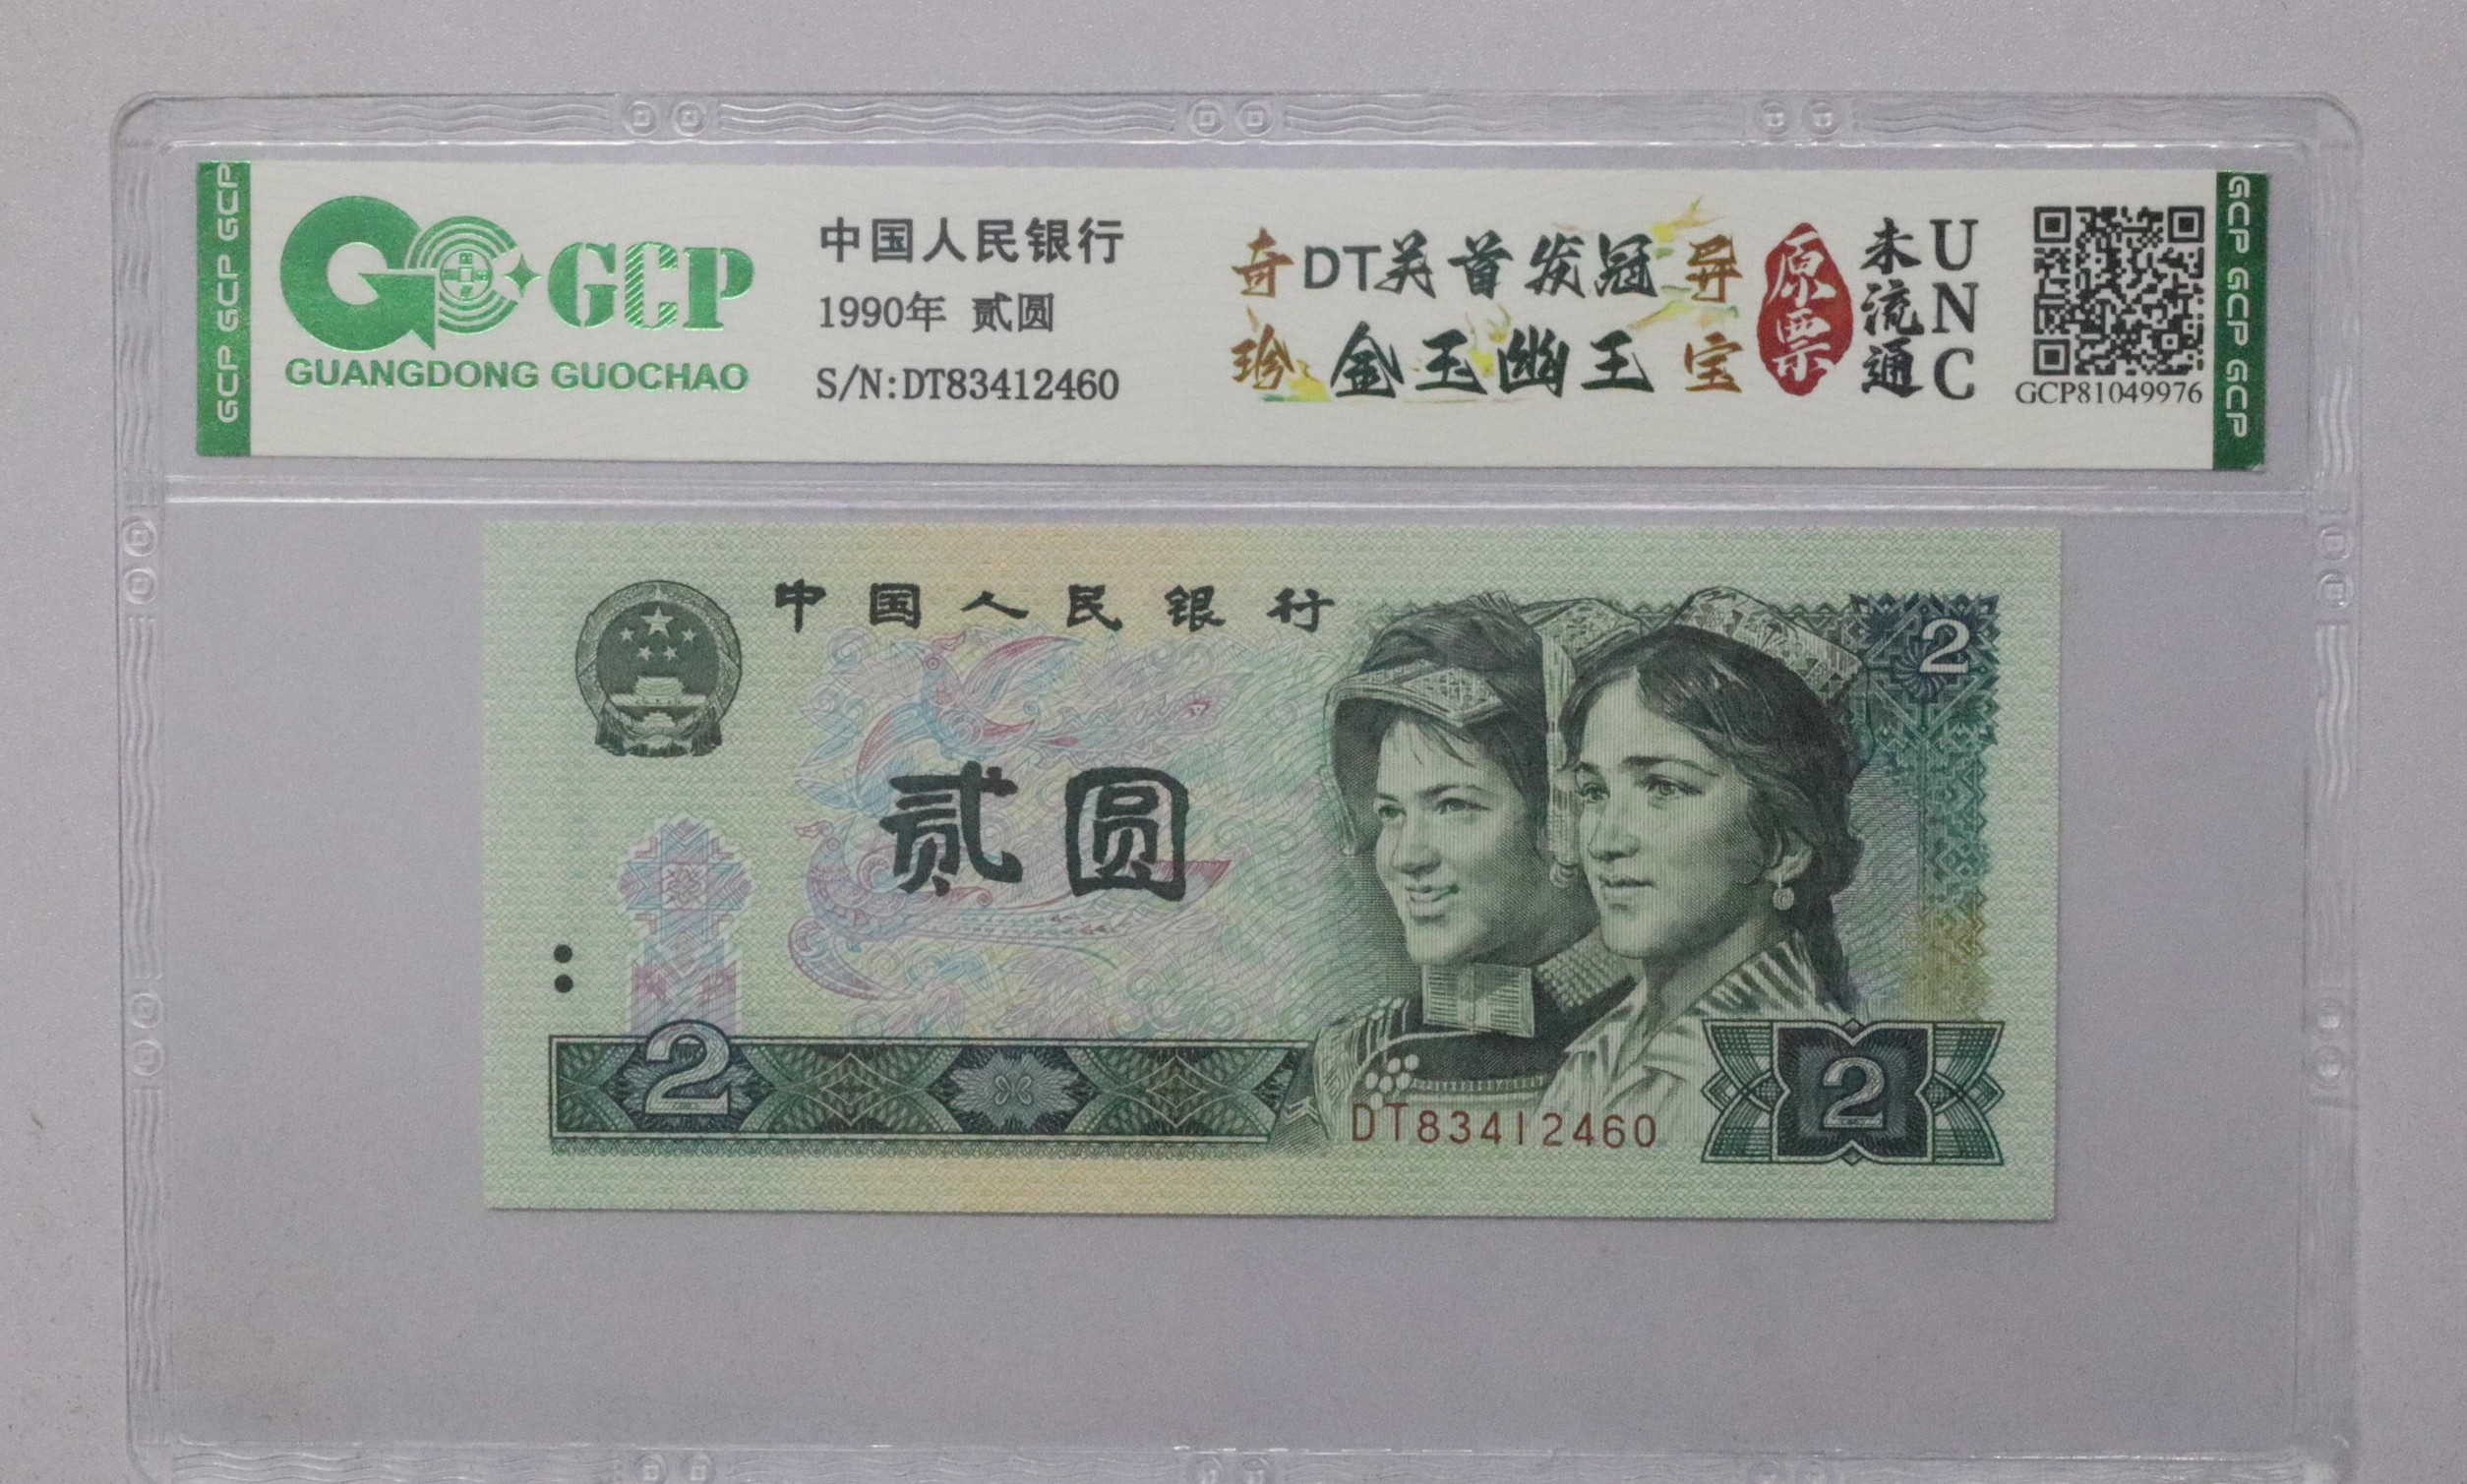 GCP GCP GCP
GCP
GUANGDONG GUOCHAO
中国人民银行
1990年 贰圆
S/N:DT83412460
奇 DT关首发冠 异
珍 金玉幽王 宝
原票
未流通
UNC
GCP81049976
GCP GCP GCP
中国人民银行
2
贰圆
2
DT83412460
2